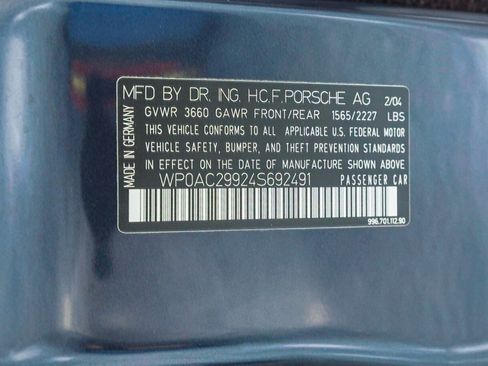 MADE IN GERMANY
MFD BY DR. ING. H.C.F. PORSCHE AG 2/04
GVWR 3660 GAWR FRONT/REAR 1565/2227 LBS
THIS VEHICLE CONFORMS TO ALL APPLICABLE U.S. FEDERAL MOTOR
VEHICLE SAFETY, BUMPER, AND THEFT PREVENTION STANDARDS
IN EFFECT ON THE DATE OF MANUFACTURE SHOWN ABOVE.
WP0AC29924S692491 PASSENGER CAR
996.701.112.90